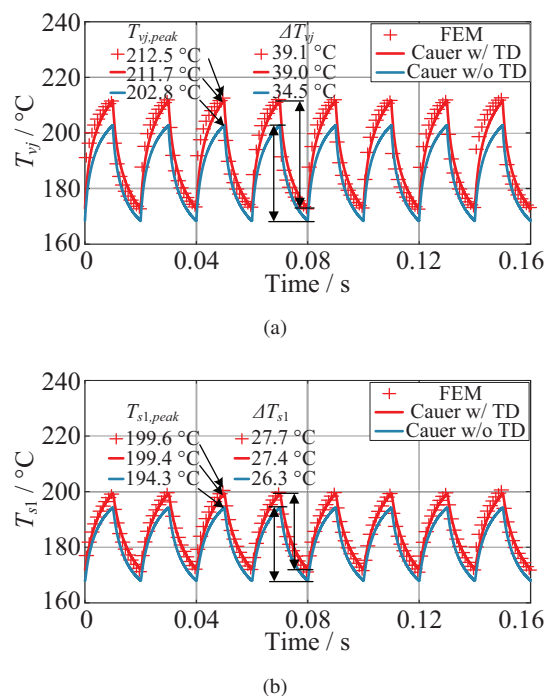 240
T_vj,peak ΔT_vj FEM
212.5 °C 39.1 °C Cauer w/ TD
211.7 °C 39.0 °C Cauer w/o TD
202.8 °C 34.5 °C
220
T_vj / °C
200
180
160
0 0.04 0.08 0.12 0.16
Time / s
(a)
240
T_s1,peak ΔT_s1 FEM
199.6 °C 27.7 °C Cauer w/ TD
199.4 °C 27.4 °C Cauer w/o TD
194.3 °C 26.3 °C
220
T_s1 / °C
200
180
160
0 0.04 0.08 0.12 0.16
Time / s
(b)